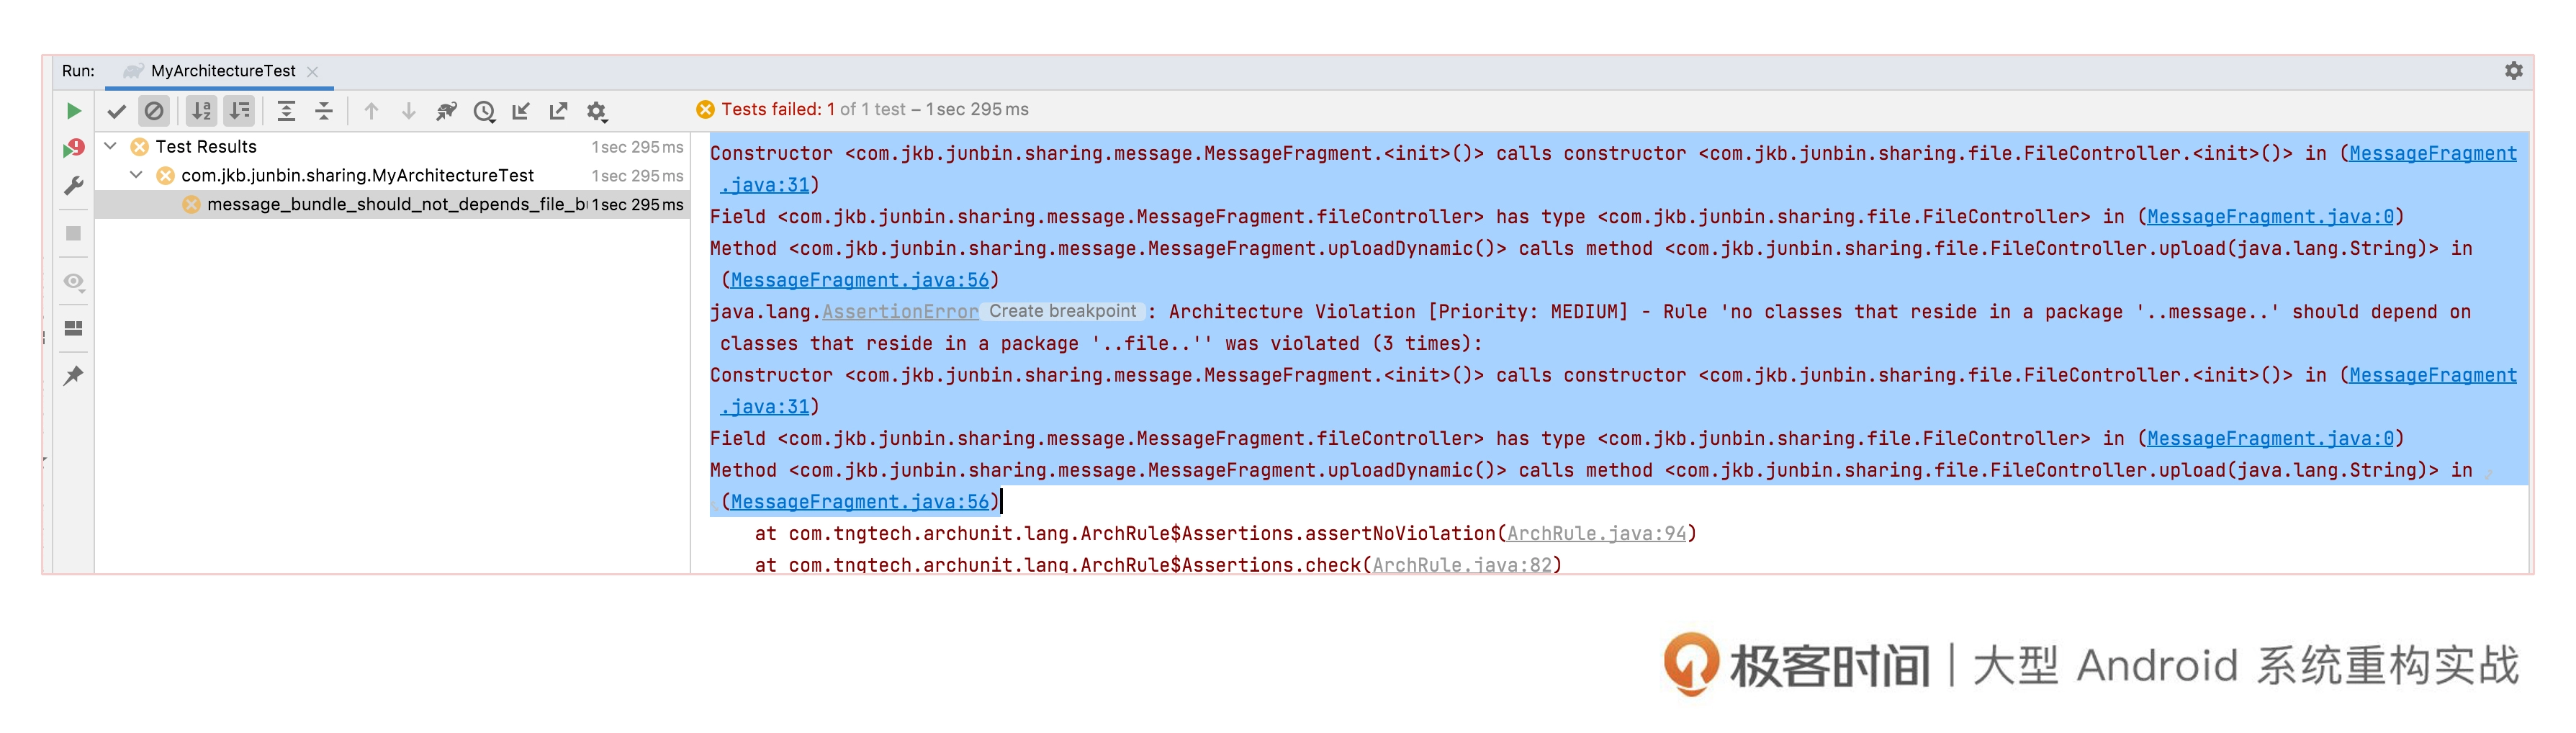 Run: MyArchitectureTest
Tests failed: 1 of 1 test – 1 sec 295 ms
Test Results 1 sec 295 ms
com.jkb.junbin.sharing.MyArchitectureTest 1 sec 295 ms
message_bundle_should_not_depends_file_b 1 sec 295 ms
Constructor <com.jkb.junbin.sharing.message.MessageFragment.<init>()> calls constructor <com.jkb.junbin.sharing.file.FileController.<init>()> in (MessageFragment
.java:31)
Field <com.jkb.junbin.sharing.message.MessageFragment.fileController> has type <com.jkb.junbin.sharing.file.FileController> in (MessageFragment.java:0)
Method <com.jkb.junbin.sharing.message.MessageFragment.uploadDynamic()> calls method <com.jkb.junbin.sharing.file.FileController.upload(java.lang.String)> in
(MessageFragment.java:56)
java.lang.AssertionError Create breakpoint : Architecture Violation [Priority: MEDIUM] - Rule 'no classes that reside in a package '..message..' should depend on
classes that reside in a package '..file..'' was violated (3 times):
Constructor <com.jkb.junbin.sharing.message.MessageFragment.<init>()> calls constructor <com.jkb.junbin.sharing.file.FileController.<init>()> in (MessageFragment
.java:31)
Field <com.jkb.junbin.sharing.message.MessageFragment.fileController> has type <com.jkb.junbin.sharing.file.FileController> in (MessageFragment.java:0)
Method <com.jkb.junbin.sharing.message.MessageFragment.uploadDynamic()> calls method <com.jkb.junbin.sharing.file.FileController.upload(java.lang.String)> in
(MessageFragment.java:56)
at com.tngtech.archunit.lang.ArchRule$Assertions.assertNoViolation(ArchRule.java:94)
at com.tngtech.archunit.lang.ArchRule$Assertions.check(ArchRule.java:82)
极客时间 | 大型 Android 系统重构实战